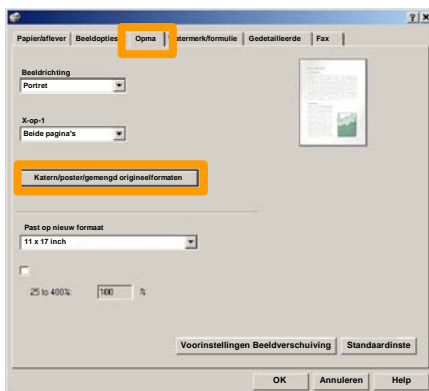 Papier/aflever Beeldopties Opma Watermerk/formulie Gedetailleerde Fax
Beeldrichting
Portret
X-op-1
Beide pagina's
Katern/poster/gemengd origineelformaten
Past op nieuw formaat
11 x 17 inch
25 to 400%: 100 %
Voorinstellingen Beeldverschuiving Standaardinste
OK Annuleren Help